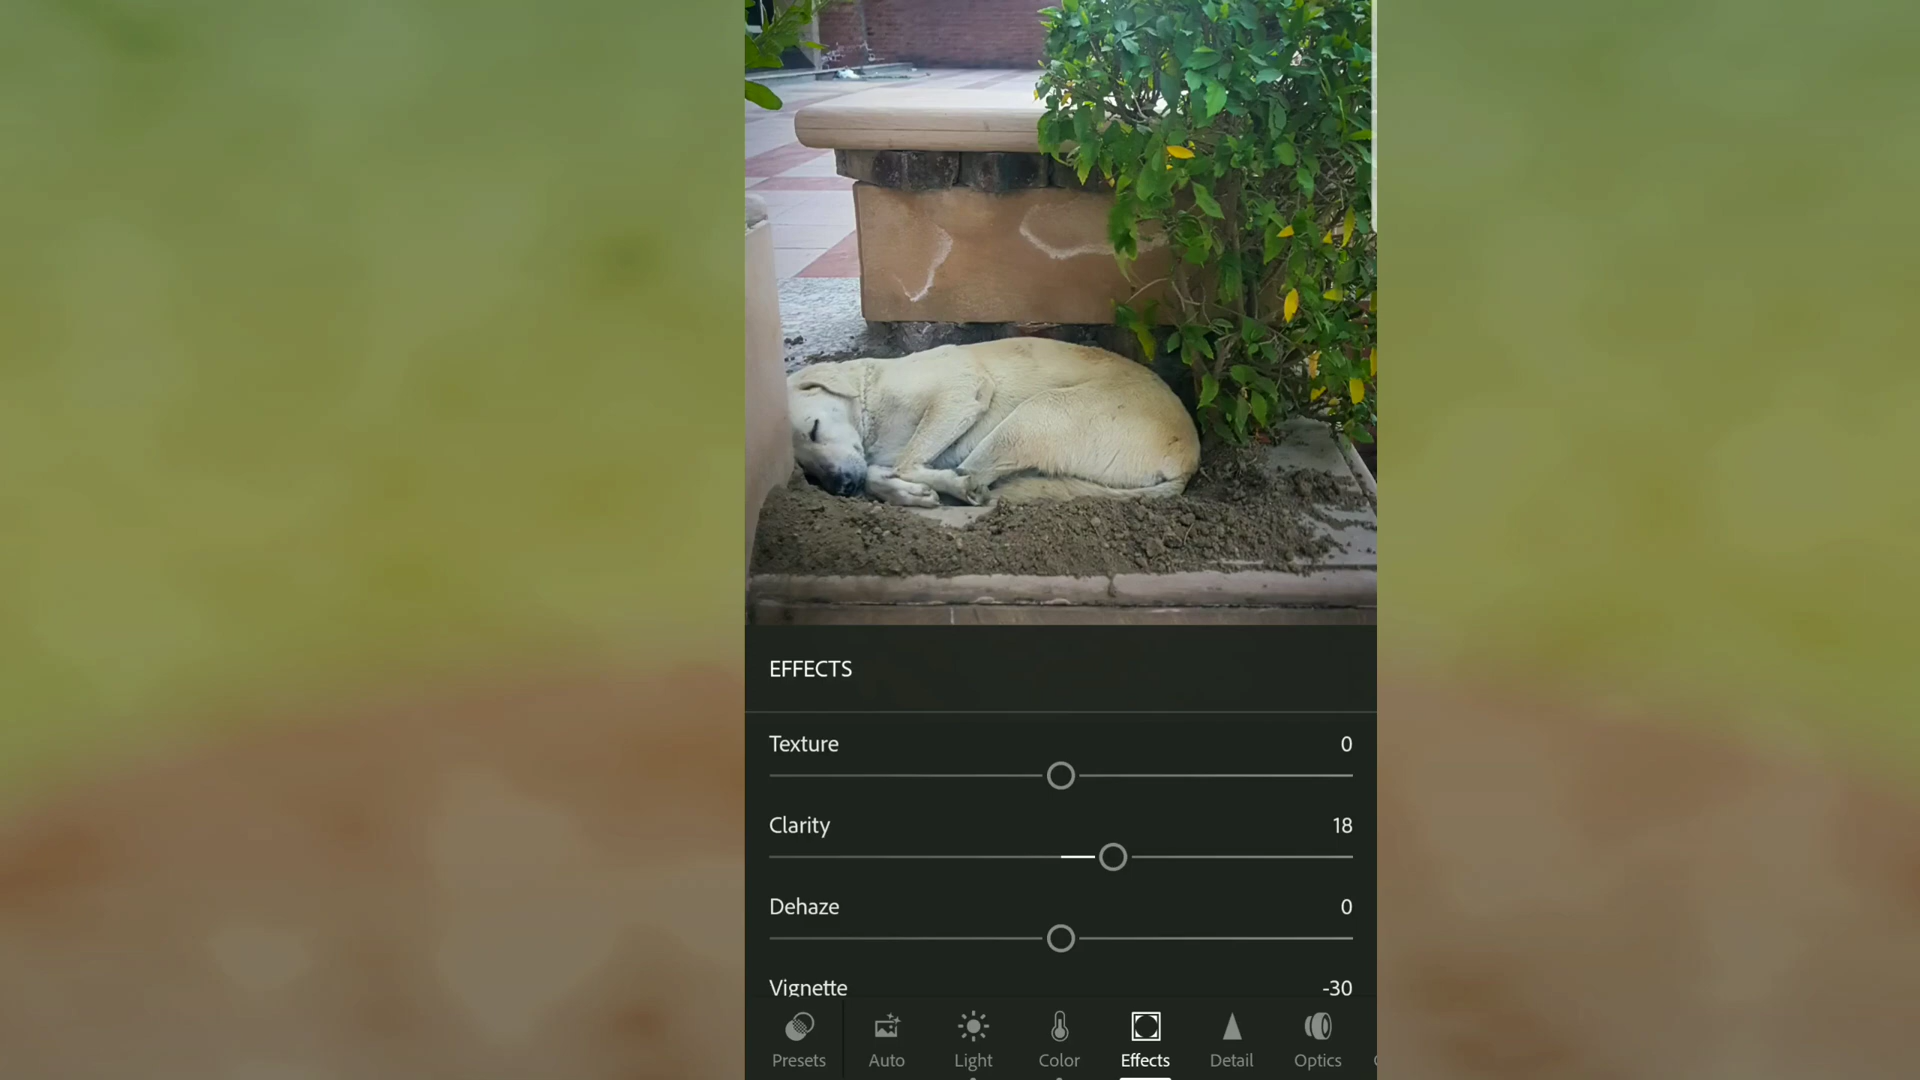 EFFECTS
Texture 0
Clarity 18
Dehaze 0
Vignette -30
Presets Auto Light Color Effects Detail Optics